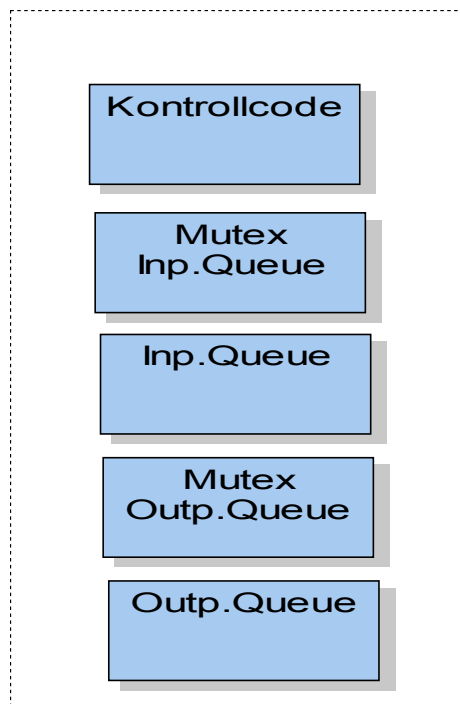 Kontrollcode
Mutex
Inp.Queue
Inp.Queue
Mutex
Outp.Queue
Outp.Queue